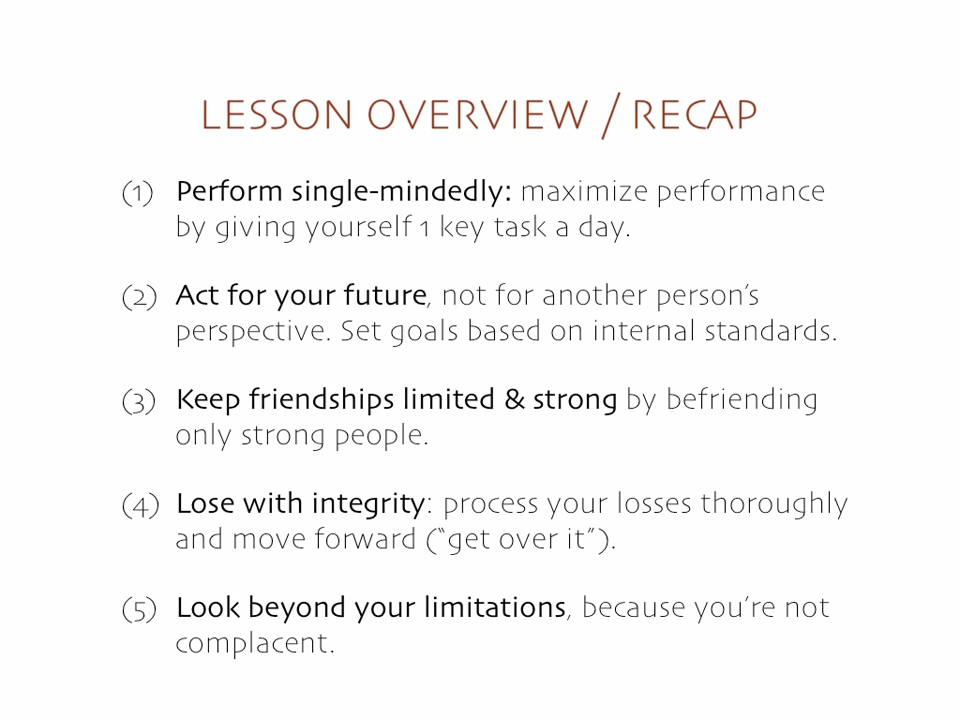 LESSON OVERVIEW / RECAP
(1) Perform single-mindedly: maximize performance
by giving yourself 1 key task a day.
(2) Act for your future, not for another person’s
perspective. Set goals based on internal standards.
(3) Keep friendships limited & strong by befriending
only strong people.
(4) Lose with integrity: process your losses thoroughly
and move forward (“get over it”).
(5) Look beyond your limitations, because you’re not
complacent.